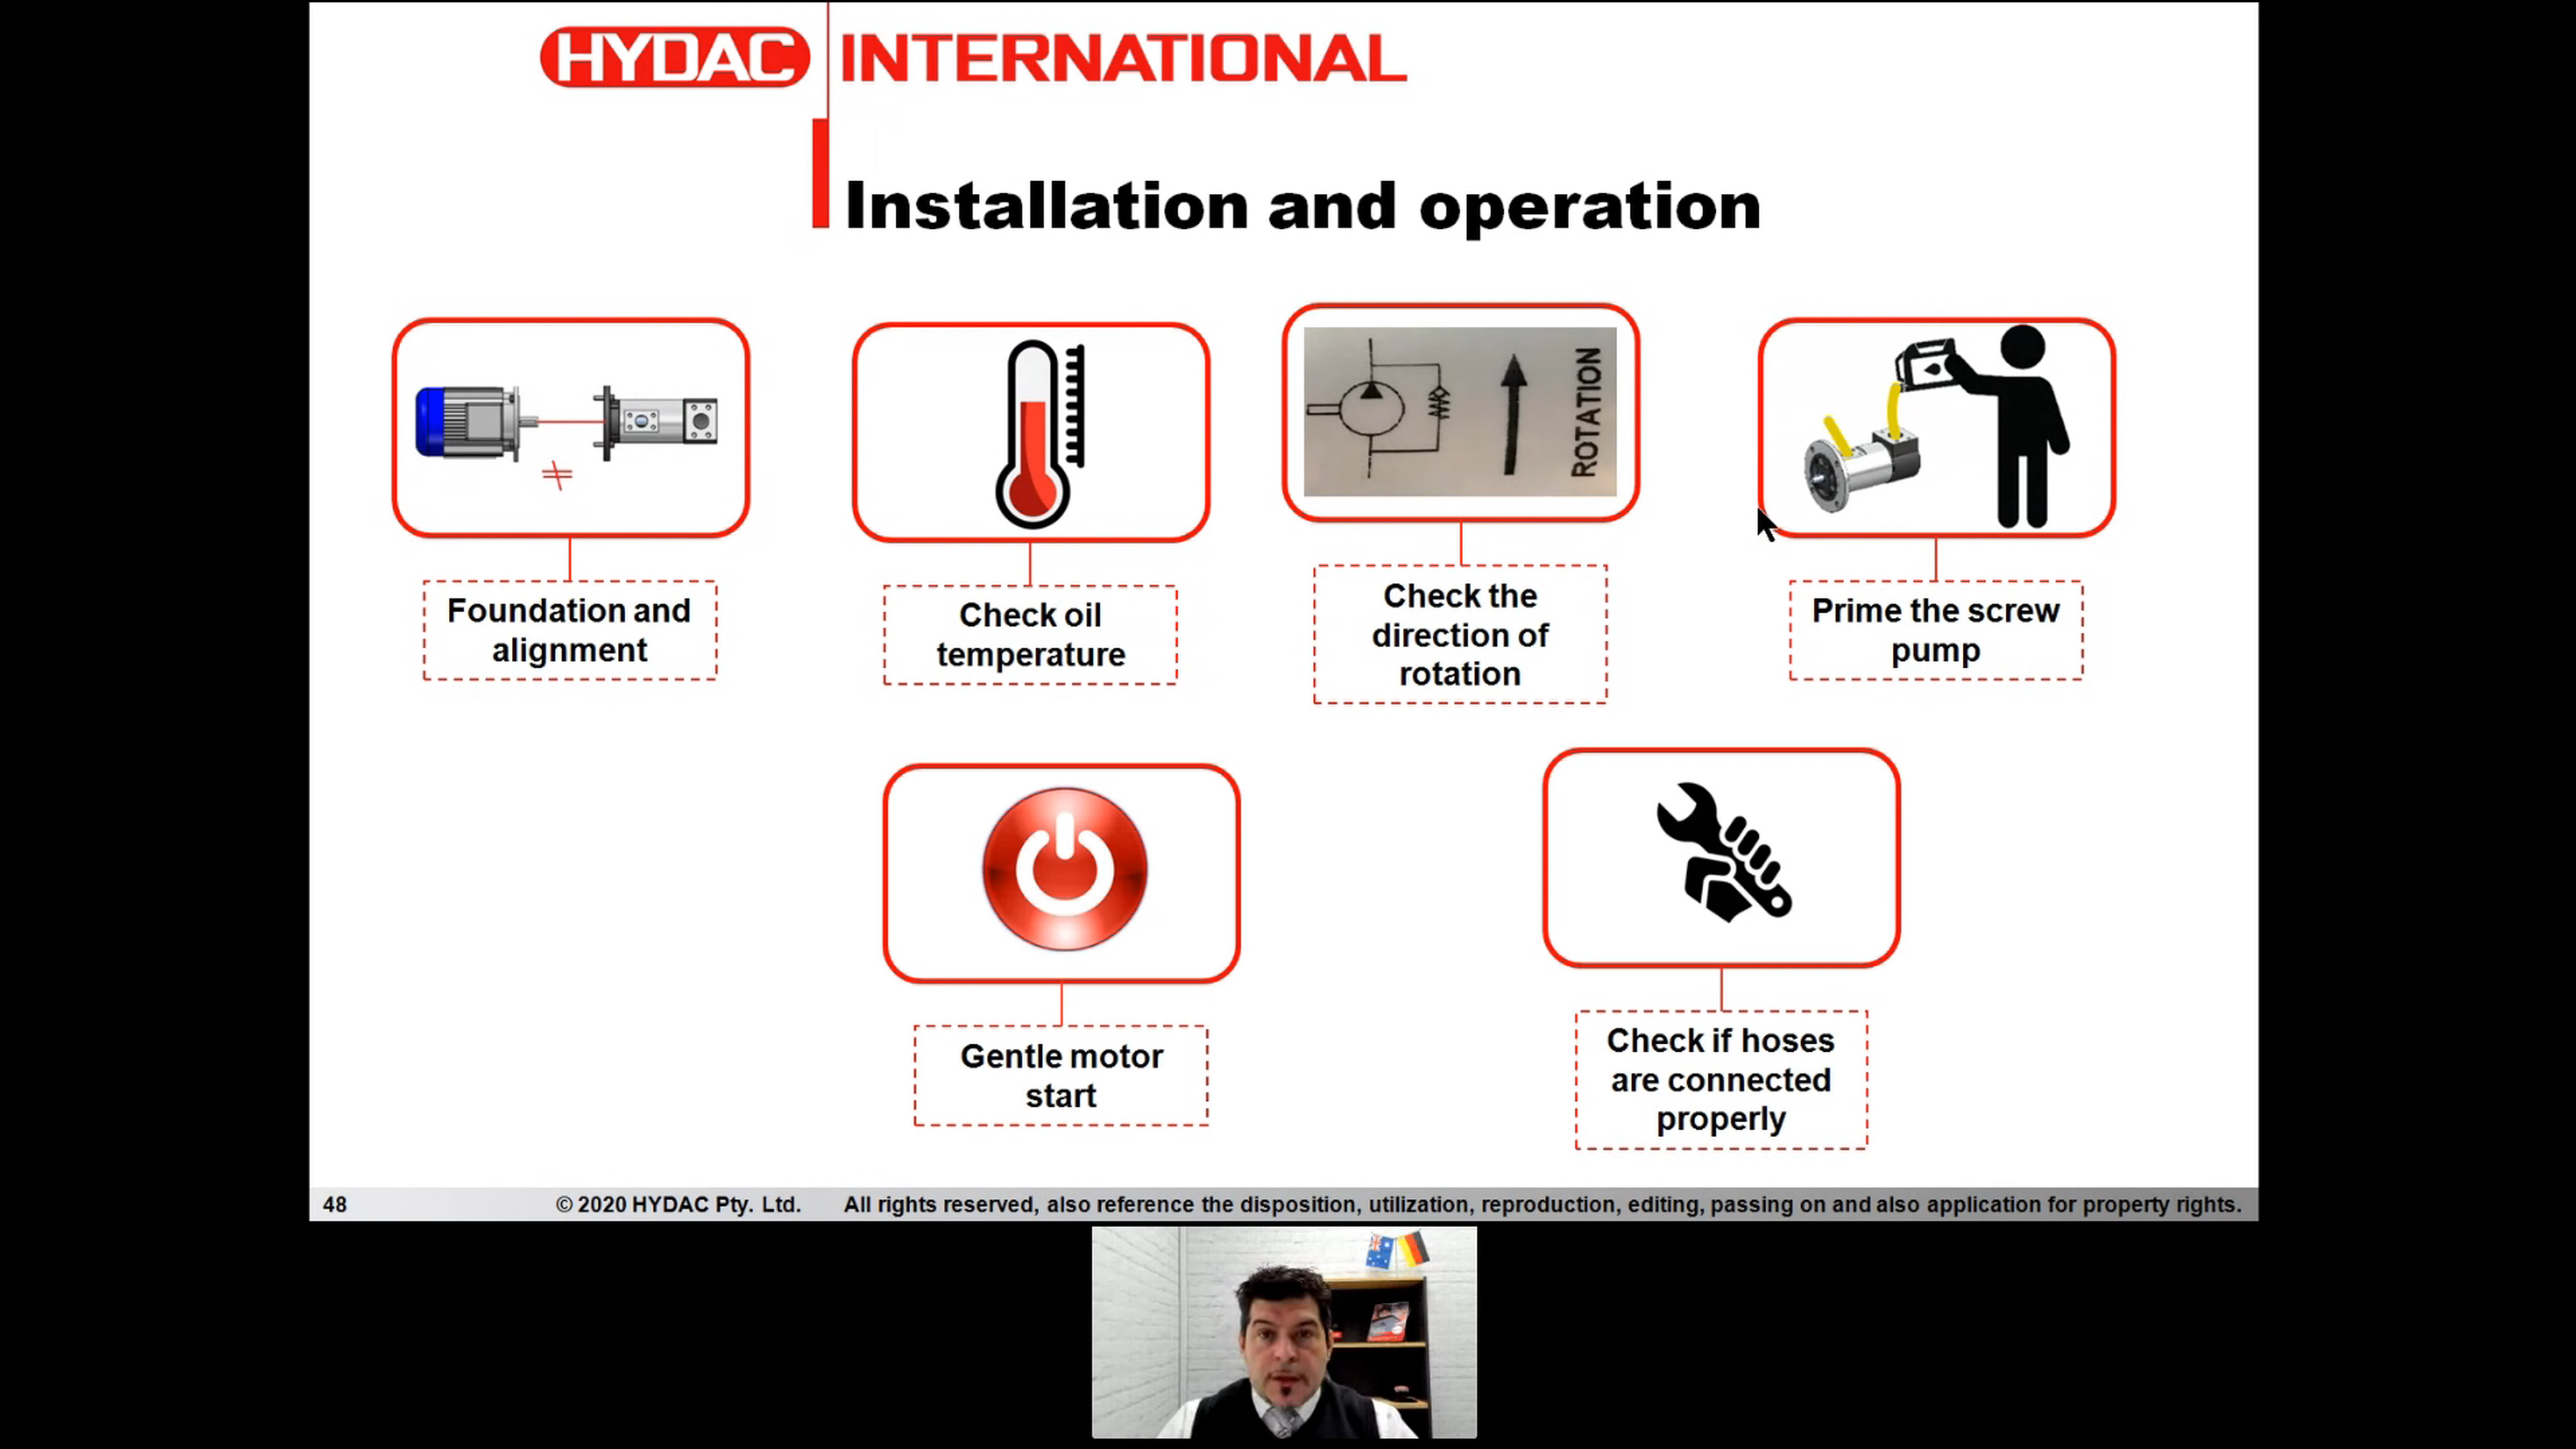 HYDAC INTERNATIONAL
Installation and operation
Foundation and
alignment
Check oil
temperature
ROTATION
Check the
direction of
rotation
Prime the screw
pump
Gentle motor
start
Check if hoses
are connected
properly
48 © 2020 HYDAC Pty. Ltd. All rights reserved, also reference the disposition, utilization, reproduction, editing, passing on and also application for property rights.